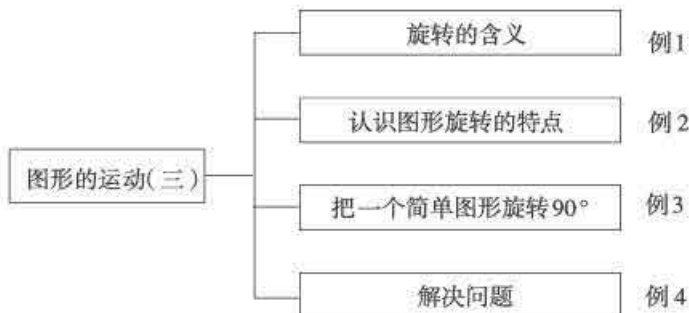 旋转的含义 例1
认识图形旋转的特点 例2
图形的运动(三)
把一个简单图形旋转90° 例3
解决问题 例4